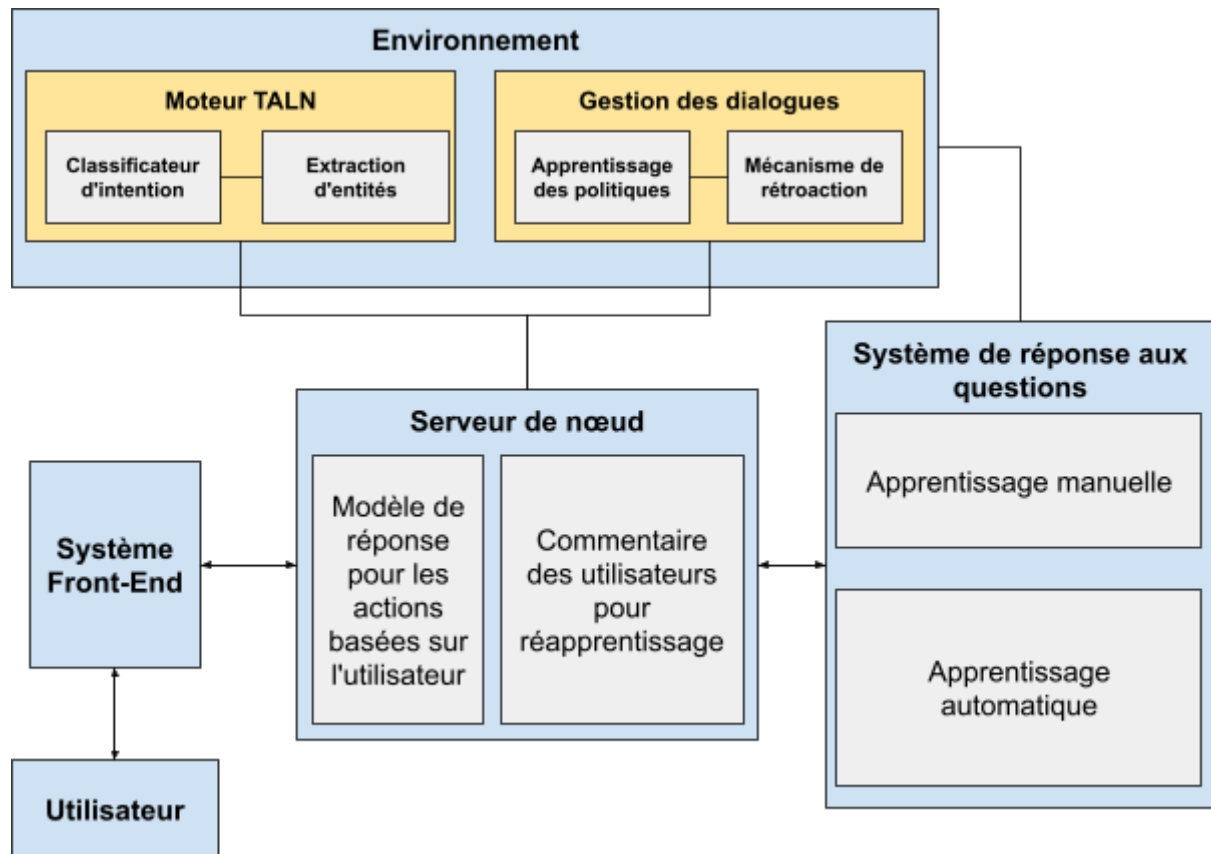 Environnement
Moteur TALN
Classificateur
d'intention
Extraction
d'entités
Gestion des dialogues
Apprentissage
des politiques
Mécanisme de
rétroaction
Système de réponse aux
questions
Apprentissage manuelle
Apprentissage
automatique
Serveur de nœud
Modèle de
réponse
pour les
actions
basées sur
l'utilisateur
Commentaire
des utilisateurs
pour
réapprentissage
Système
Front-End
Utilisateur